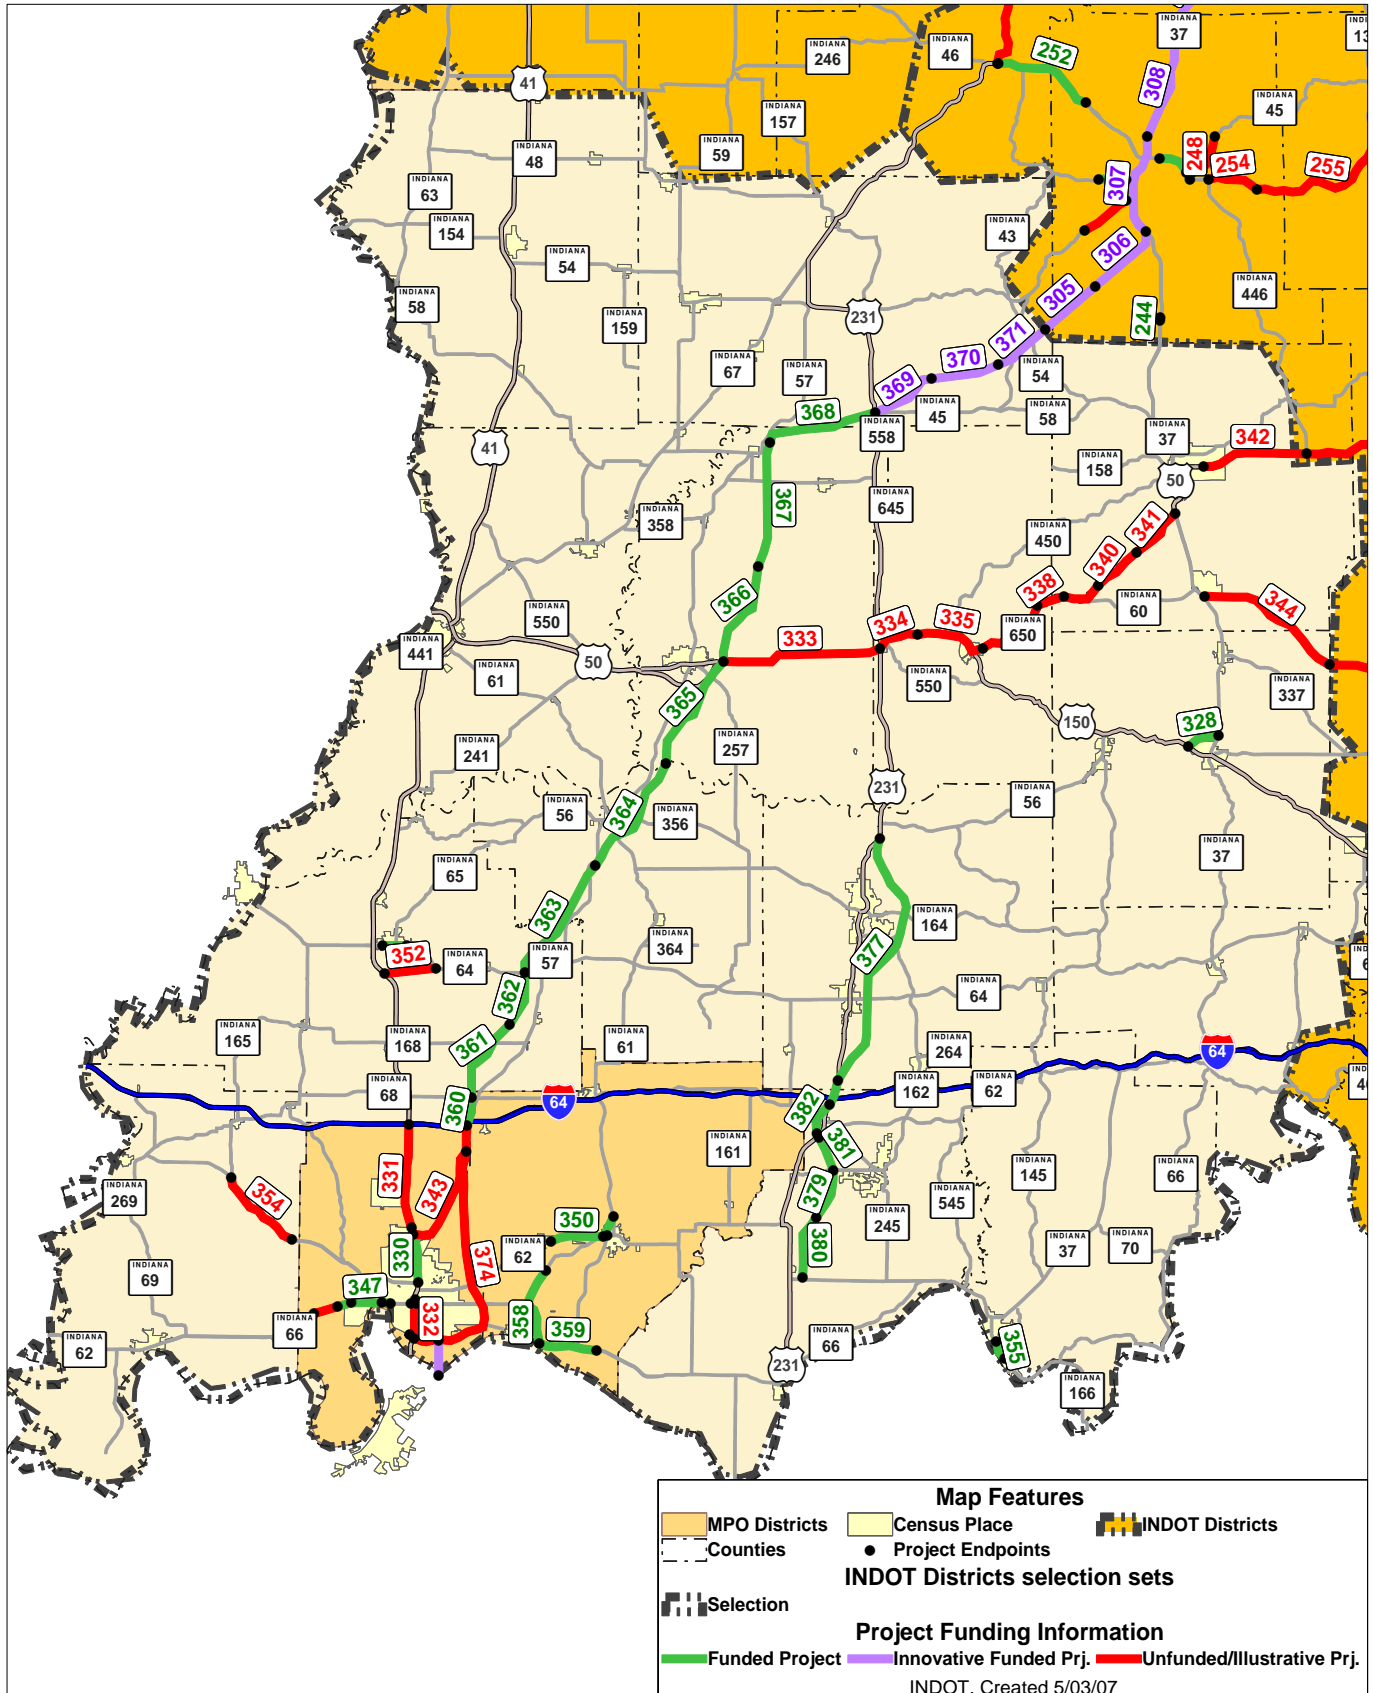 INDIANA 37
INDIANA 13
INDIANA 46
252
INDIANA 246
308
41
INDIANA 45
INDIANA 157
INDIANA 59
INDIANA 48
248
254
255
307
INDIANA 63
INDIANA 154
INDIANA 43
306
INDIANA 54
INDIANA 446
305
INDIANA 58
231
244
INDIANA 159
371
370
INDIANA 67
INDIANA 57
INDIANA 54
369
368
INDIANA 45
INDIANA 58
INDIANA 558
INDIANA 37
342
41
INDIANA 158
50
367
INDIANA 645
INDIANA 358
341
INDIANA 450
340
338
366
INDIANA 60
344
INDIANA 550
334
335
INDIANA 650
333
INDIANA 441
50
INDIANA 61
INDIANA 550
INDIANA 337
365
150
328
INDIANA 257
INDIANA 241
231
INDIANA 56
INDIANA 56
364
INDIANA 356
INDIANA 37
INDIANA 65
363
INDIANA 164
INDIANA 364
377
352
INDIANA 64
INDIANA 57
362
INDIANA 64
INDIANA 165
INDIANA 168
361
INDIANA 61
INDIANA 264
64
INDIANA 68
360
64
INDIANA 162
INDIANA 62
382
381
INDIANA 161
331
343
INDIANA 145
INDIANA 66
354
INDIANA 269
379
INDIANA 545
INDIANA 245
350
330
INDIANA 62
380
INDIANA 37
INDIANA 70
374
INDIANA 69
347
332
358
359
INDIANA 66
INDIANA 62
INDIANA 66
231
355
INDIANA 166
Map Features
MPO Districts Census Place INDOT Districts
Counties Project Endpoints
INDOT Districts selection sets
Selection
Project Funding Information
Funded Project Innovative Funded Prj. Unfunded/Illustrative Prj.
INDOT, Created 5/03/07